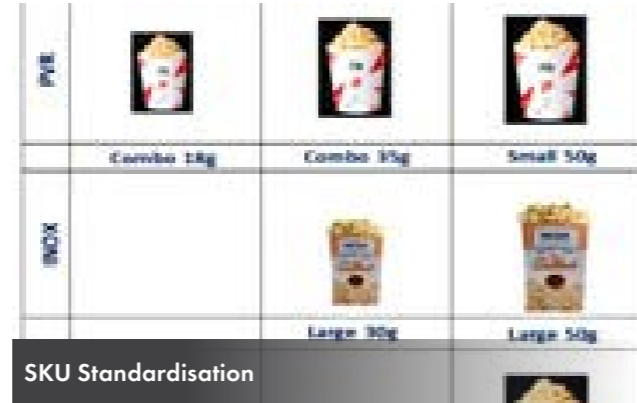 PVR
Combo 18g Combo 35g Small 50g
INOX
Large 30g Large 50g
SKU Standardisation